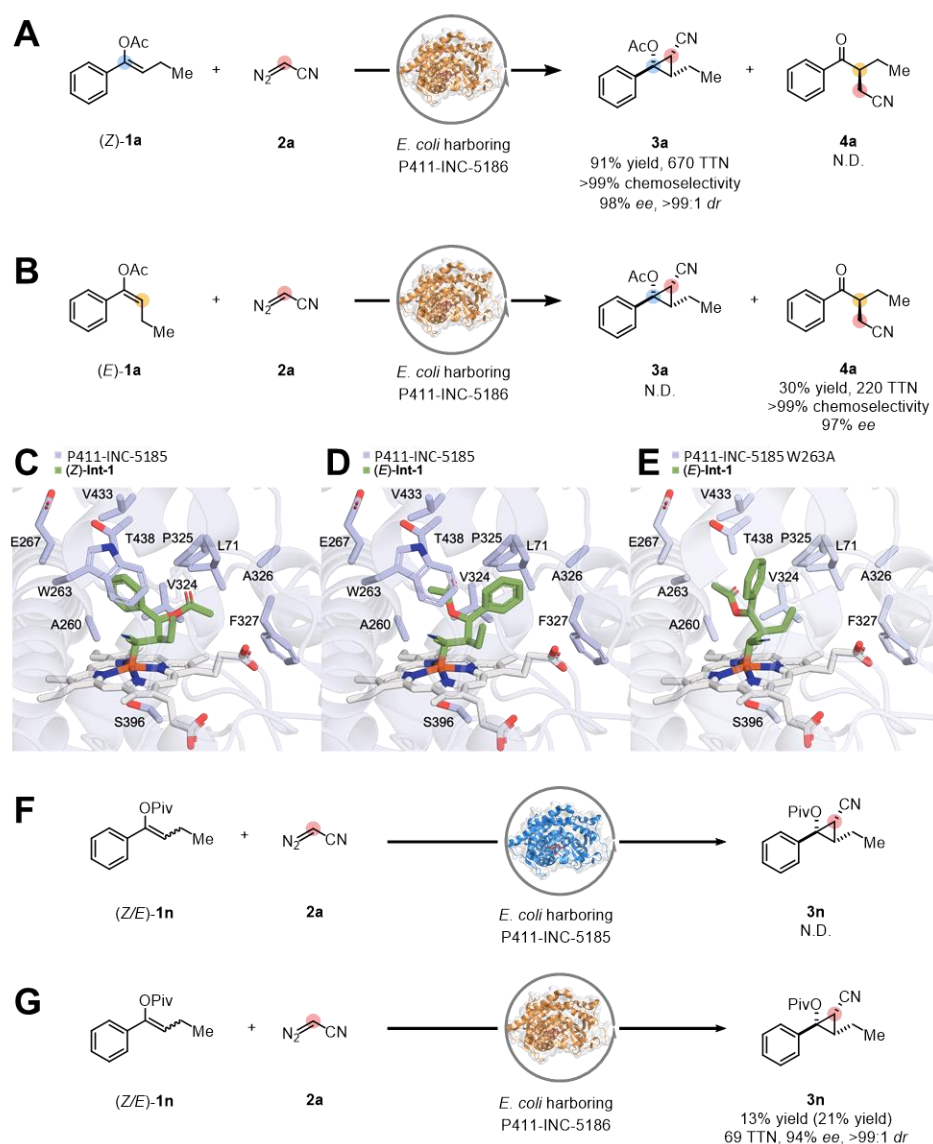 A
OAc
Me
(Z)-1a
+
N2
CN
2a
E. coli harboring
P411-INC-5186
AcO
CN
Me
3a
91% yield, 670 TTN
>99% chemoselectivity
98% ee, >99:1 dr
+
O
Me
CN
4a
N.D.
B
OAc
Me
(E)-1a
+
N2
CN
2a
E. coli harboring
P411-INC-5186
AcO
CN
Me
3a
N.D.
+
O
Me
CN
4a
30% yield, 220 TTN
>99% chemoselectivity
97% ee
C
P411-INC-5185
(Z)-Int-1
V433
E267
T438
P325
L71
W263
V324
A326
A260
F327
S396
D
P411-INC-5185
(E)-Int-1
V433
E267
T438
P325
L71
W263
V324
A326
A260
F327
S396
E
P411-INC-5185 W263A
(E)-Int-1
V433
E267
T438
P325
L71
A263
V324
A326
A260
F327
S396
F
OPiv
Me
(Z/E)-1n
+
N2
CN
2a
E. coli harboring
P411-INC-5185
PivO
CN
Me
3n
N.D.
G
OPiv
Me
(Z/E)-1n
+
N2
CN
2a
E. coli harboring
P411-INC-5186
PivO
CN
Me
3n
13% yield (21% yield)
69 TTN, 94% ee, >99:1 dr